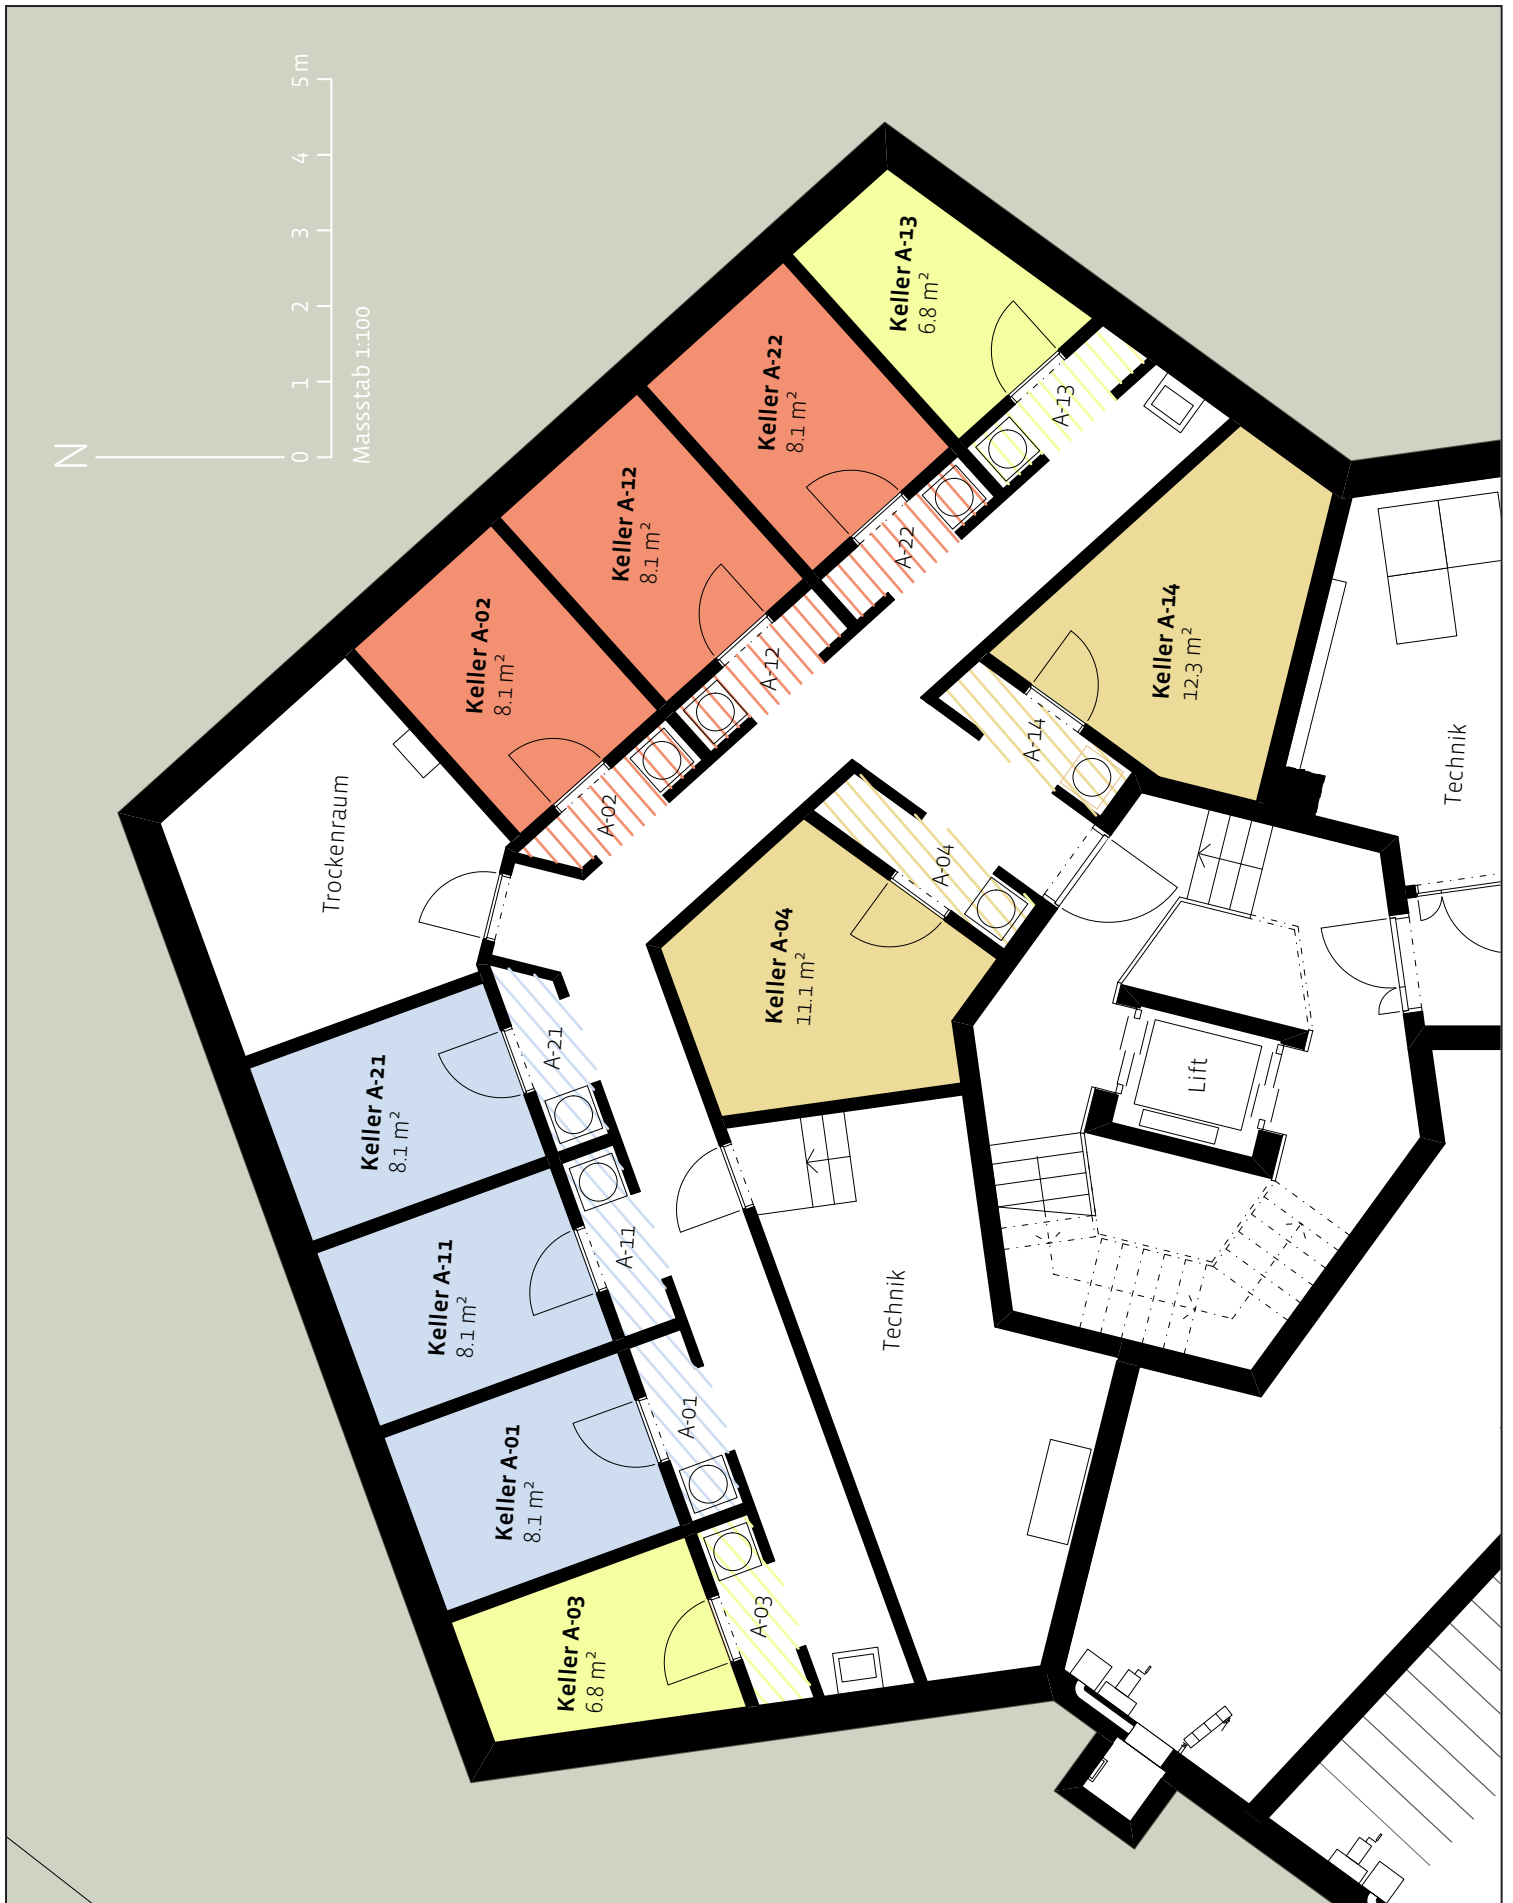 N
0 1 2 3 4 5 m
Massstab 1:100
Trockenraum
Keller A-02
8.1 m²
Keller A-12
8.1 m²
Keller A-22
8.1 m²
Keller A-13
6.8 m²
A-02
A-12
A-22
A-13
Keller A-21
8.1 m²
Keller A-11
8.1 m²
Keller A-01
8.1 m²
Keller A-03
6.8 m²
A-21
A-11
A-01
A-03
Keller A-04
11.1 m²
A-04
Keller A-14
12.3 m²
A-14
Technik
Lift
Technik